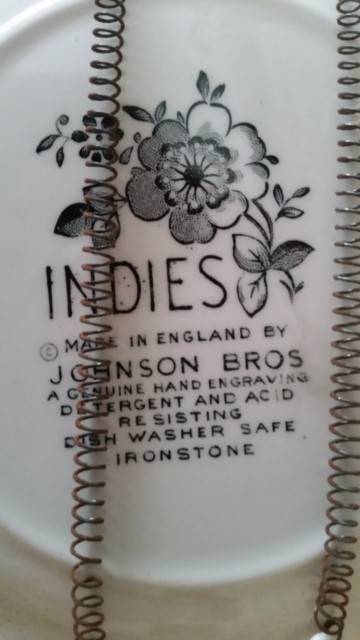 INDIES
© MADE IN ENGLAND BY
JOHNSON BROS
A GENUINE HAND ENGRAVING
DETERGENT AND ACID
RESISTING
DISH WASHER SAFE
IRONSTONE